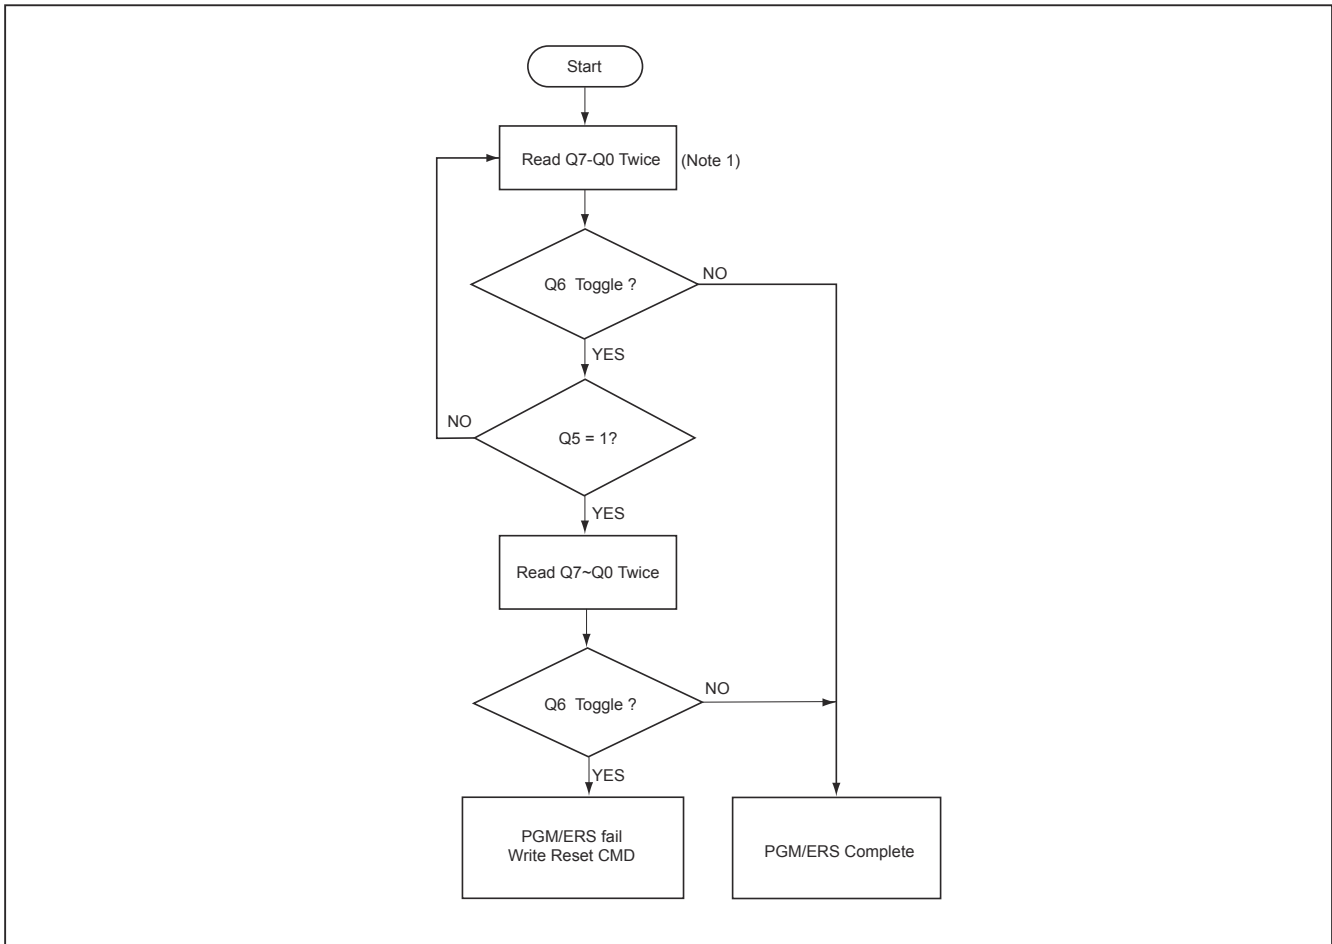 Start
Read Q7-Q0 Twice
(Note 1)
Q6 Toggle ?
NO
YES
NO
Q5 = 1?
YES
Read Q7~Q0 Twice
Q6 Toggle ?
NO
YES
PGM/ERS fail
Write Reset CMD
PGM/ERS Complete